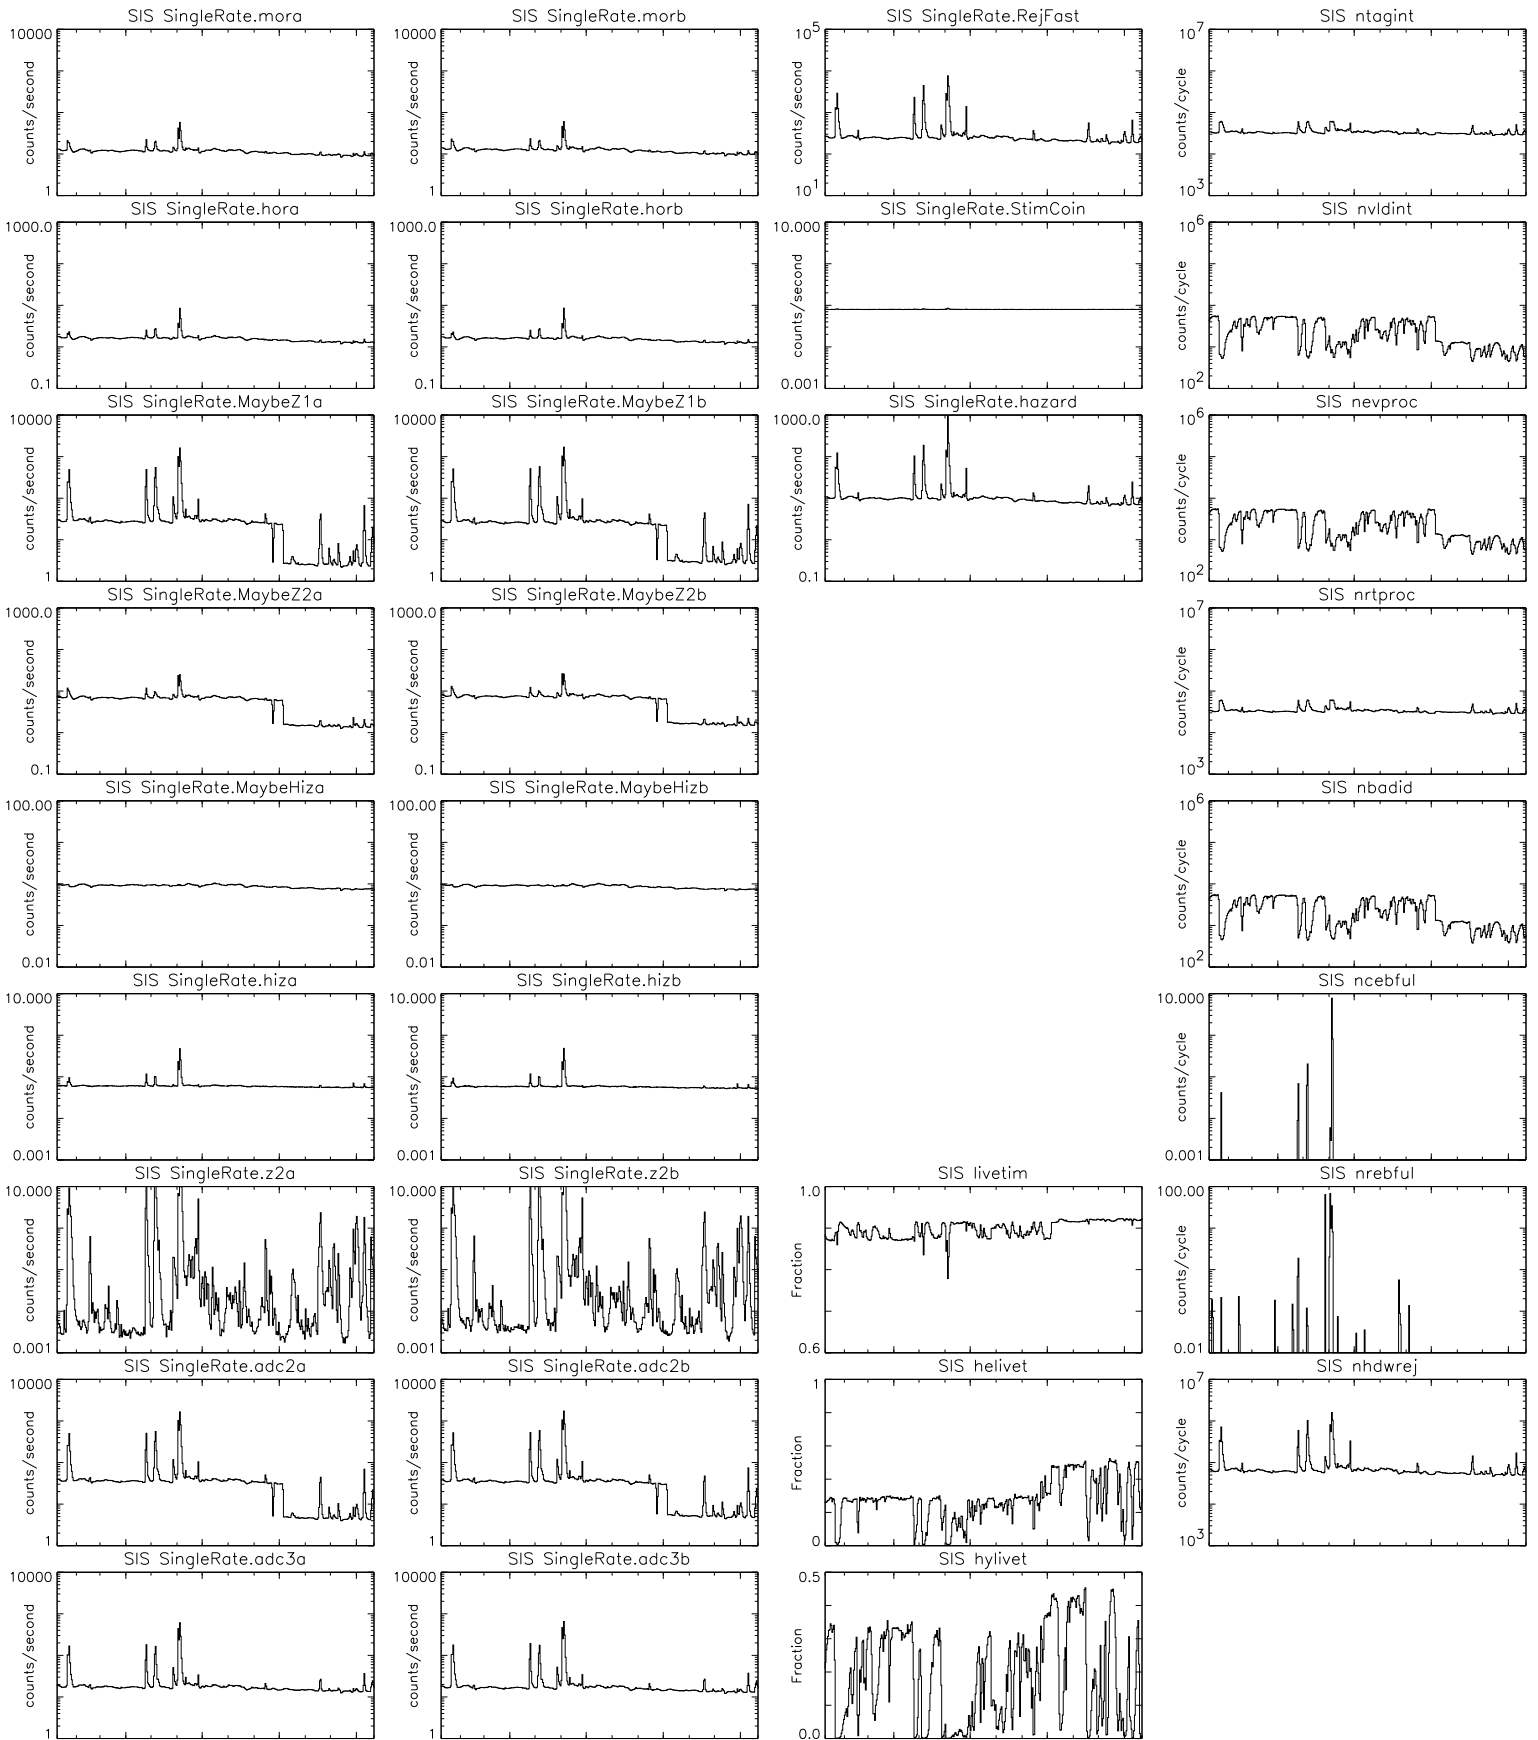 SIS SingleRate.mora
10000
counts/second
1
SIS SingleRate.morb
10000
counts/second
1
SIS SingleRate.RejFast
10^5
counts/second
10^1
SIS ntagint
10^7
counts/cycle
10^3
SIS SingleRate.hora
1000.0
counts/second
0.1
SIS SingleRate.horb
1000.0
counts/second
0.1
SIS SingleRate.StimCoin
10.000
counts/second
0.001
SIS nvldint
10^6
counts/cycle
10^2
SIS SingleRate.MaybeZ1a
10000
counts/second
1
SIS SingleRate.MaybeZ1b
10000
counts/second
1
SIS SingleRate.hazard
1000.0
counts/second
0.1
SIS nevproc
10^6
counts/cycle
10^2
SIS SingleRate.MaybeZ2a
1000.0
counts/second
0.1
SIS SingleRate.MaybeZ2b
1000.0
counts/second
0.1
SIS nrtproc
10^7
counts/cycle
10^3
SIS SingleRate.MaybeHiza
100.00
counts/second
0.01
SIS SingleRate.MaybeHizb
100.00
counts/second
0.01
SIS nbadid
10^6
counts/cycle
10^2
SIS SingleRate.hiza
10.000
counts/second
0.001
SIS SingleRate.hizb
10.000
counts/second
0.001
SIS ncebful
10.000
counts/cycle
0.001
SIS SingleRate.z2a
10.000
counts/second
0.001
SIS SingleRate.z2b
10.000
counts/second
0.001
SIS livetim
1.0
Fraction
0.6
SIS nrebful
100.00
counts/cycle
0.01
SIS SingleRate.adc2a
10000
counts/second
1
SIS SingleRate.adc2b
10000
counts/second
1
SIS helivet
1
Fraction
0
SIS nhdwrej
10^7
counts/cycle
10^3
SIS SingleRate.adc3a
10000
counts/second
1
SIS SingleRate.adc3b
10000
counts/second
1
SIS hylivet
0.5
Fraction
0.0